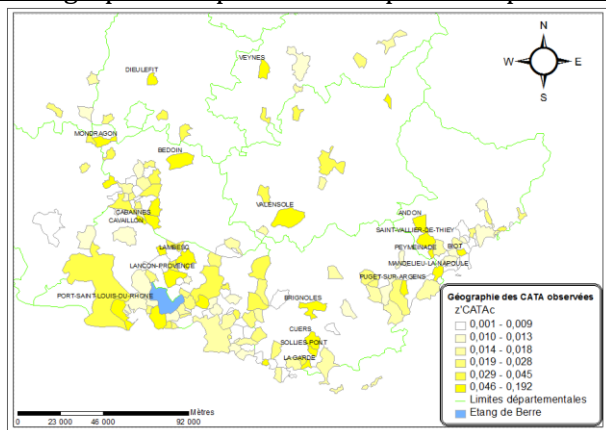 N
W E
S
VEYNES
DIEULEFIT
MONDRAGON
BEDOIN
VALENSOLE
ANDON
CABANNES
CAVAILLON
SAINT-VALLIER-DE-THIEY
PEYMEINADE
BIOT
LAMBESC
MANDELIEU-LA-NAPOULE
LANCON-PROVENCE
PUGET-SUR-ARGENS
PORT-SAINT-LOUIS-DU-RHONE
BRIGNOLES
CUERS
SOLLIES-PONT
LA GARDE
Géographie des CATA observées
z'CATAc
0,001 - 0,009
0,010 - 0,013
0,014 - 0,018
0,019 - 0,028
0,029 - 0,045
0,046 - 0,192
Limites départementales
Etang de Berre
Mètres
0 23 000 46 000 92 000